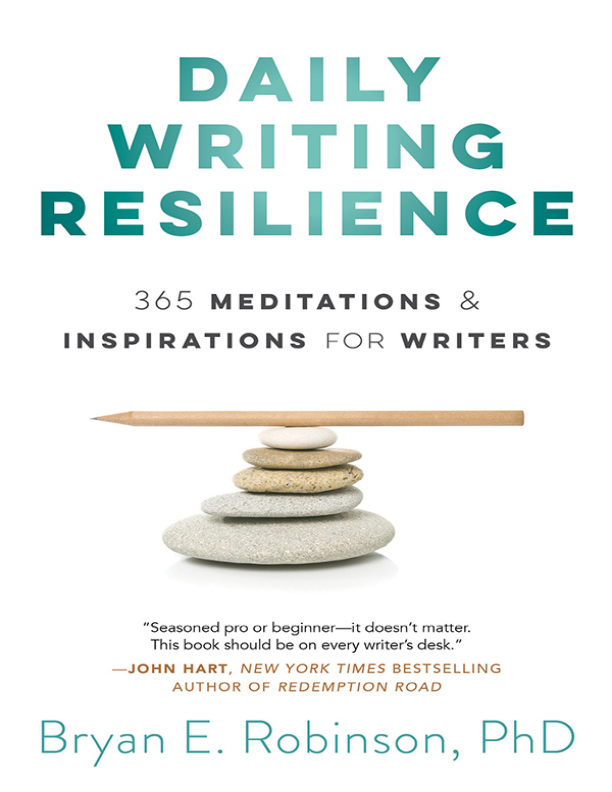 DAILY
WRITING
RESILIENCE
365 MEDITATIONS &
INSPIRATIONS FOR WRITERS
"Seasoned pro or beginner—it doesn't matter.
This book should be on every writer's desk."
—JOHN HART, NEW YORK TIMES BESTSELLING
AUTHOR OF REDEMPTION ROAD
Bryan E. Robinson, PhD